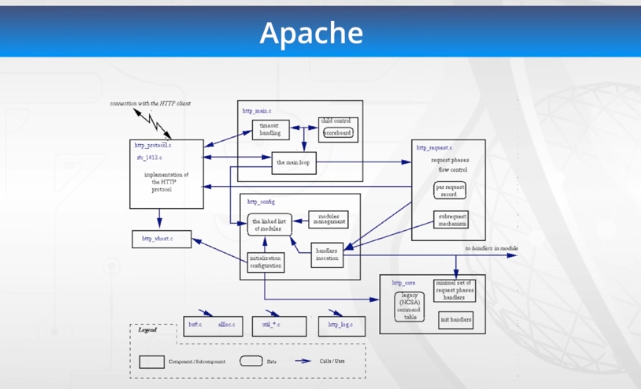 Apache
connection with the HTTP client
http_main.c
timeout
handling
child control
scoreboard
the main loop
http_protocol.c
rfc_1413.c
implementation of
the HTTP
protocol
http_request.c
request phases
flow control
per request
record
subrequest
mechanism
http_config
the linked list
of modules
modules
management
http_vhost.c
handlers
invocation
initialization
configuration
to handlers in module
http_core
minimal set of
request phases
handlers
legacy
(NCSA)
command
table
init handlers
buff.c
alloc.c
util_*.c
http_log.c
Legend
Component / Subcomponent
Data
Calls / Uses